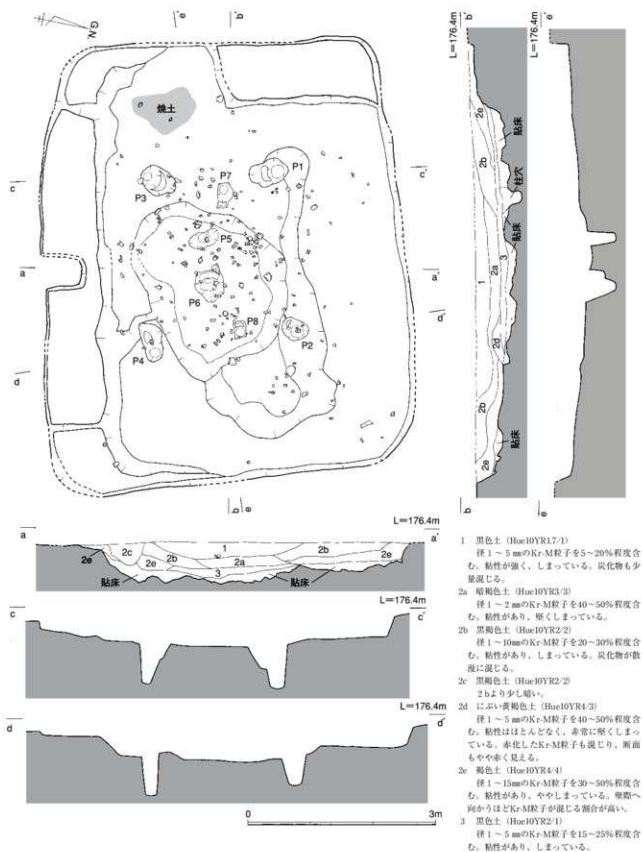 G.N.
e'
b'
焼土
P1
P7
P3
c
c'
P5
a
a'
P6
d'
P8
P2
P4
d
b
e
L=176.4m
b'
2e
貼床
2b
柱穴
貼床
3
2a
1
2d
2b
貼床
2e
b
L=176.4m
e'
e
L=176.4m
a
a'
2e
2c
2b
1
2b
2a
2e
3
貼床
2e
貼床
L=176.4m
c
c'
L=176.4m
d
d'
0
3m
1 黒色土(Hue10YR1.7/1)
径1~5㎜のKr-M粒子を5~20%程度含
む。粘性が強く、しまっている。炭化物も少
量混じる。
2a 暗褐色土(Hue10YR3/3)
径1~2㎜のKr-M粒子を40~50%程度含
む。粘性があり、堅くしまっている。
2b 黒褐色土(Hue10YR2/2)
径1~10㎜のKr-M粒子を20~30%程度含
む。粘性があり、しまっている。炭化物が散
漫に混じる。
2c 黒褐色土(Hue10YR2/2)
2bより少し暗い。
2d にぶい黄褐色土(Hue10YR4/3)
径1~5㎜のKr-M粒子を40~50%程度含
む。粘性はほとんどなく、非常に堅くしまっ
ている。赤化したKr-M粒子も混じり、断面
もやや赤く見える。
2e 褐色土(Hue10YR4/4)
径1~15㎜のKr-M粒子を30~50%程度含
む。粘性があり、ややしまっている。壁際へ
向かうほどKr-M粒子が混じる割合が高い。
3 黒色土(Hue10YR2/1)
径1~5㎜のKr-M粒子を15~25%程度含
む。粘性があり、しまっている。